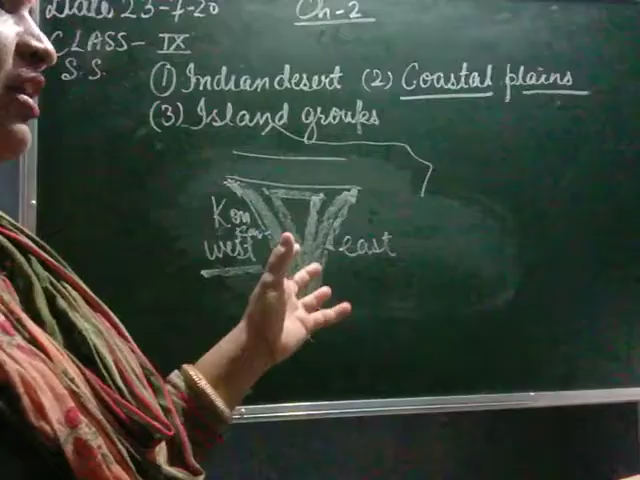 Date 23-7-20
Ch-2
CLASS- IX
S.S.
(1) Indian desert (2) Coastal plains
(3) Island groups
Kon
west
east